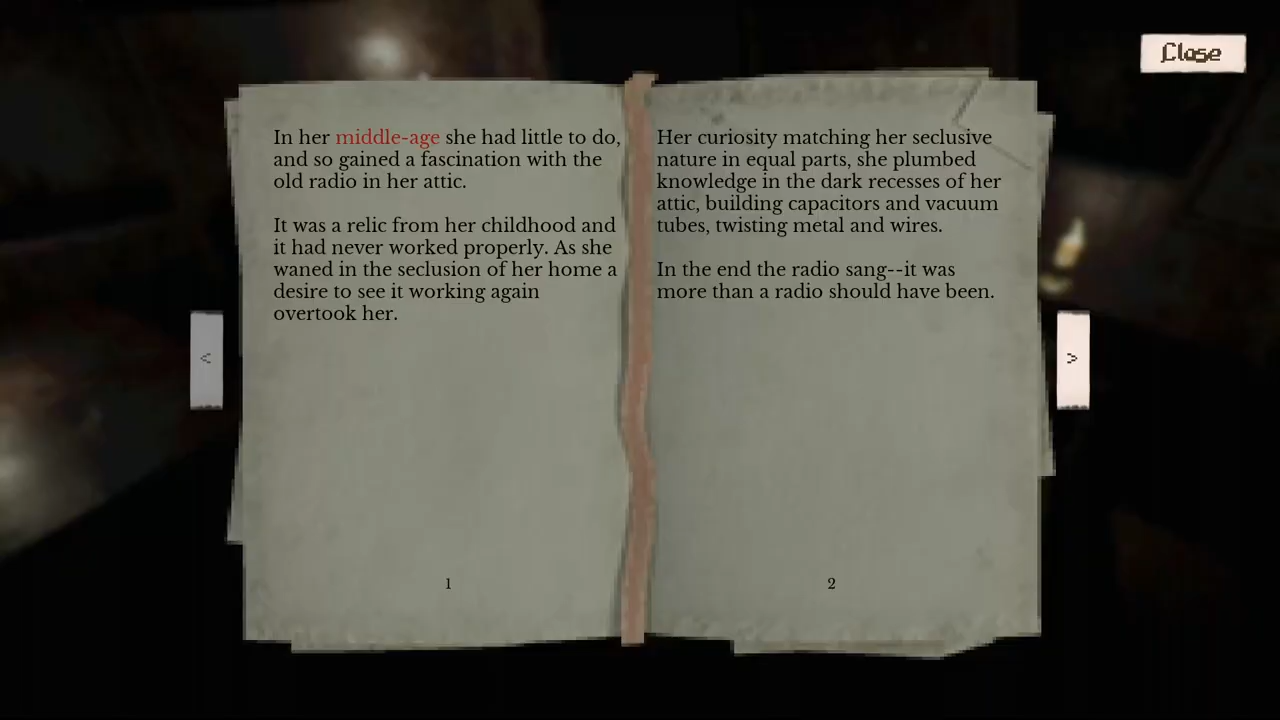 Close
In her middle-age she had little to do,
and so gained a fascination with the
old radio in her attic.
It was a relic from her childhood and
it had never worked properly. As she
waned in the seclusion of her home a
desire to see it working again
overtook her.
1
Her curiosity matching her seclusive
nature in equal parts, she plumbed
knowledge in the dark recesses of her
attic, building capacitors and vacuum
tubes, twisting metal and wires.
In the end the radio sang--it was
more than a radio should have been.
2
<
>